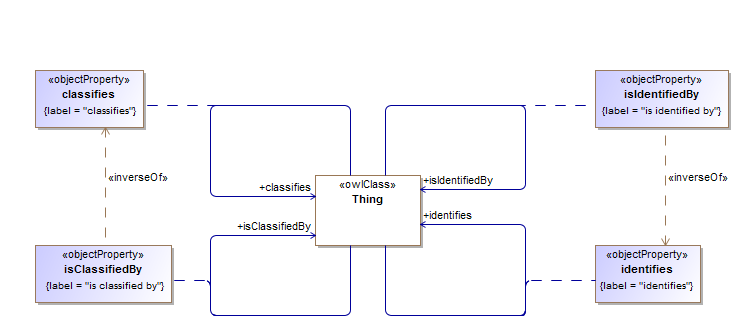 «objectProperty»
classifies
{label = "classifies"}
«objectProperty»
isIdentifiedBy
{label = "is identified by"}
«inverseOf»
«inverseOf»
+classifies
«owlClass»
Thing
+isIdentifiedBy
+identifies
+isClassifiedBy
«objectProperty»
isClassifiedBy
{label = "is classified by"}
«objectProperty»
identifies
{label = "identifies"}